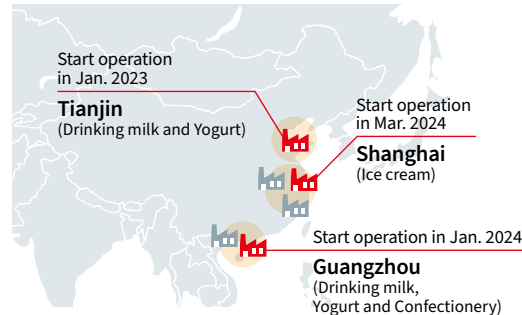 Start operation
in Jan. 2023
Tianjin
(Drinking milk and Yogurt)
Start operation
in Mar. 2024
Shanghai
(Ice cream)
Start operation in Jan. 2024
Guangzhou
(Drinking milk,
Yogurt and Confectionery)